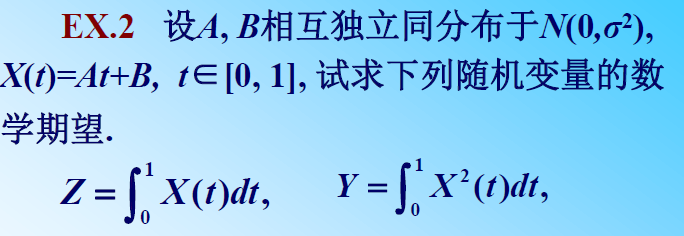 EX.2 设A, B相互独立同分布于N(0,σ²),
X(t)=At+B, t∈[0, 1], 试求下列随机变量的数
学期望.
Z = ∫₀¹ X(t)dt, Y = ∫₀¹ X²(t)dt,